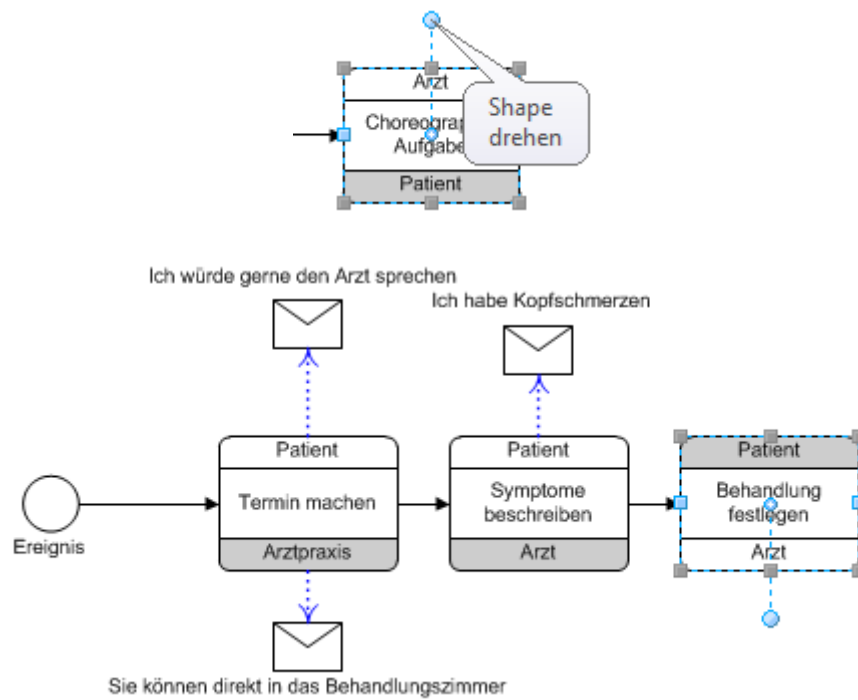 Arzt
Shape
drehen
Aufgabe
Patient
Ich würde gerne den Arzt sprechen
Ich habe Kopfschmerzen
Patient
Patient
Patient
Termin machen
Symptome
beschreiben
Behandlung
festlegen
Ereignis
Arztpraxis
Arzt
Arzt
Sie können direkt in das Behandlungszimmer